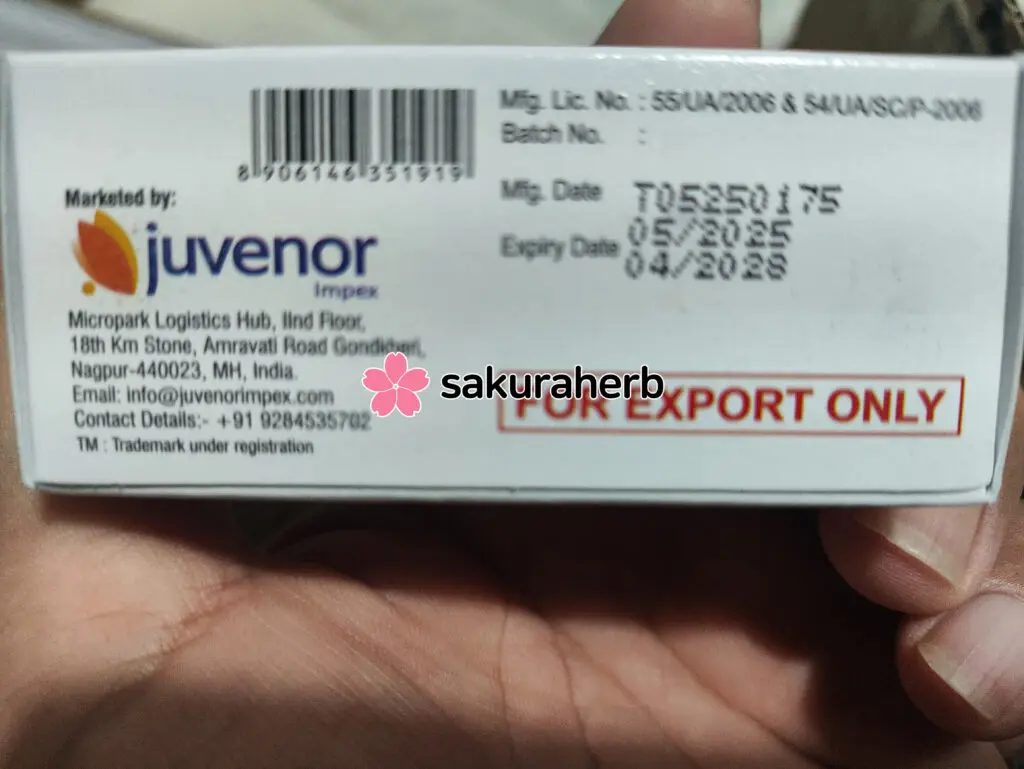 8 906146 351919
Marketed by:
juvenor
Impex
Micropark Logistics Hub, IInd Floor,
18th Km Stone, Amravati Road Gondkheri,
Nagpur-440023, MH, India.
Email: info@juvenorimpex.com
Contact Details:- +91 9284535702
TM : Trademark under registration
Mfg. Lic. No. : 55/UA/2006 & 54/UA/SC/P-2006
Batch No. :
Mfg. Date T05250175
05/2025
Expiry Date 04/2028
sakuraherb
FOR EXPORT ONLY